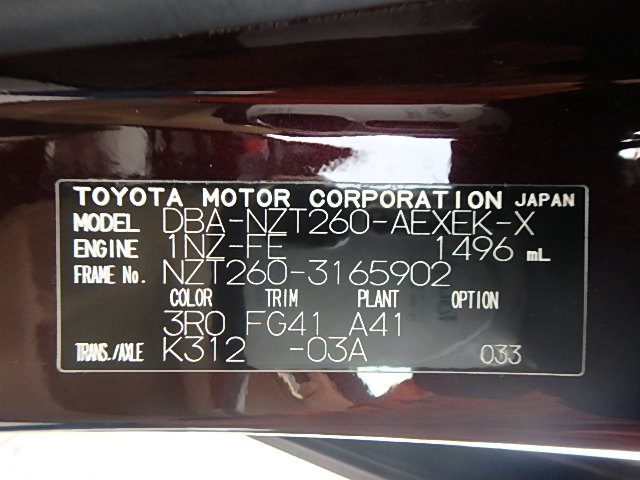 TOYOTA MOTOR CORPORATION JAPAN
MODEL DBA-NZT260-AEXEK-X
ENGINE 1NZ-FE 1496 mL
FRAME No. NZT260-3165902
COLOR TRIM PLANT OPTION
3R0 FG41 A41
TRANS./AXLE K312 -03A 033